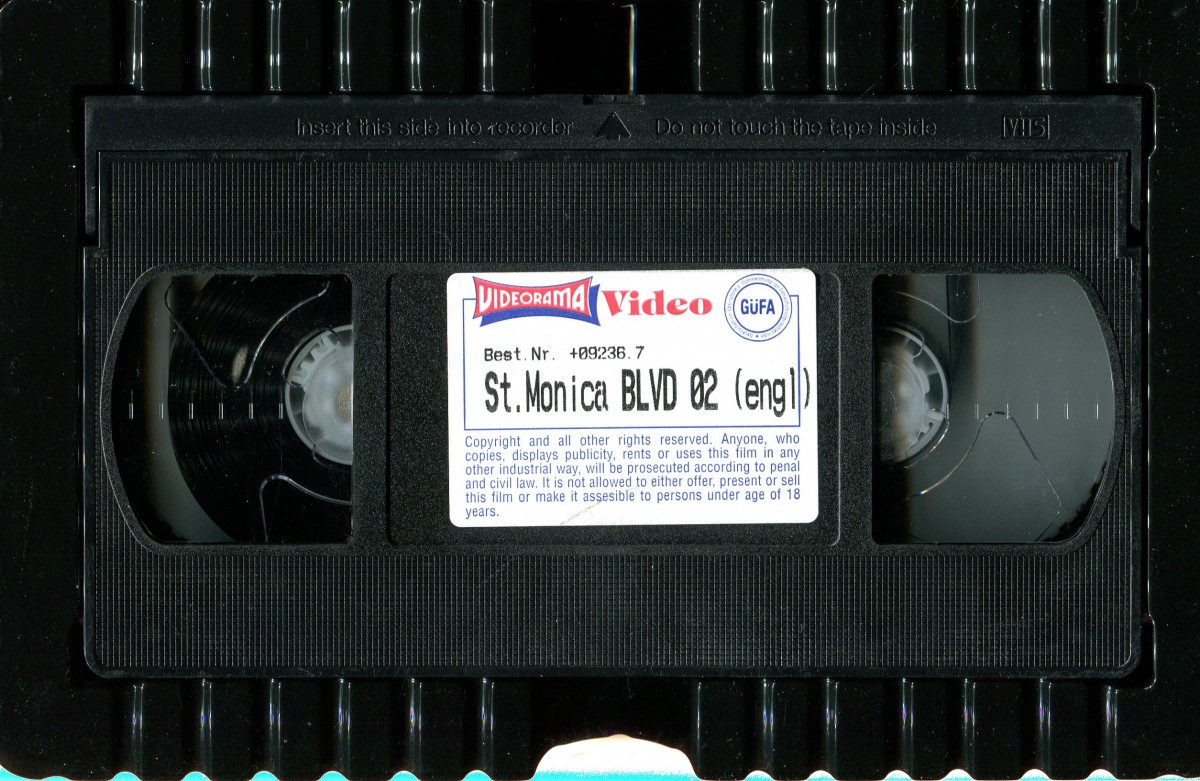 Insert this side into recorder Do not touch the tape inside VHS
VIDEORAMA Video GÜFA
Best.Nr. +09236.7
St.Monica BLVD 02 (engl)
Copyright and all other rights reserved. Anyone, who
copies, displays publicity, rents or uses this film in any
other industrial way, will be prosecuted according to penal
and civil law. It is not allowed to either offer, present or sell
this film or make it assesible to persons under age of 18
years.